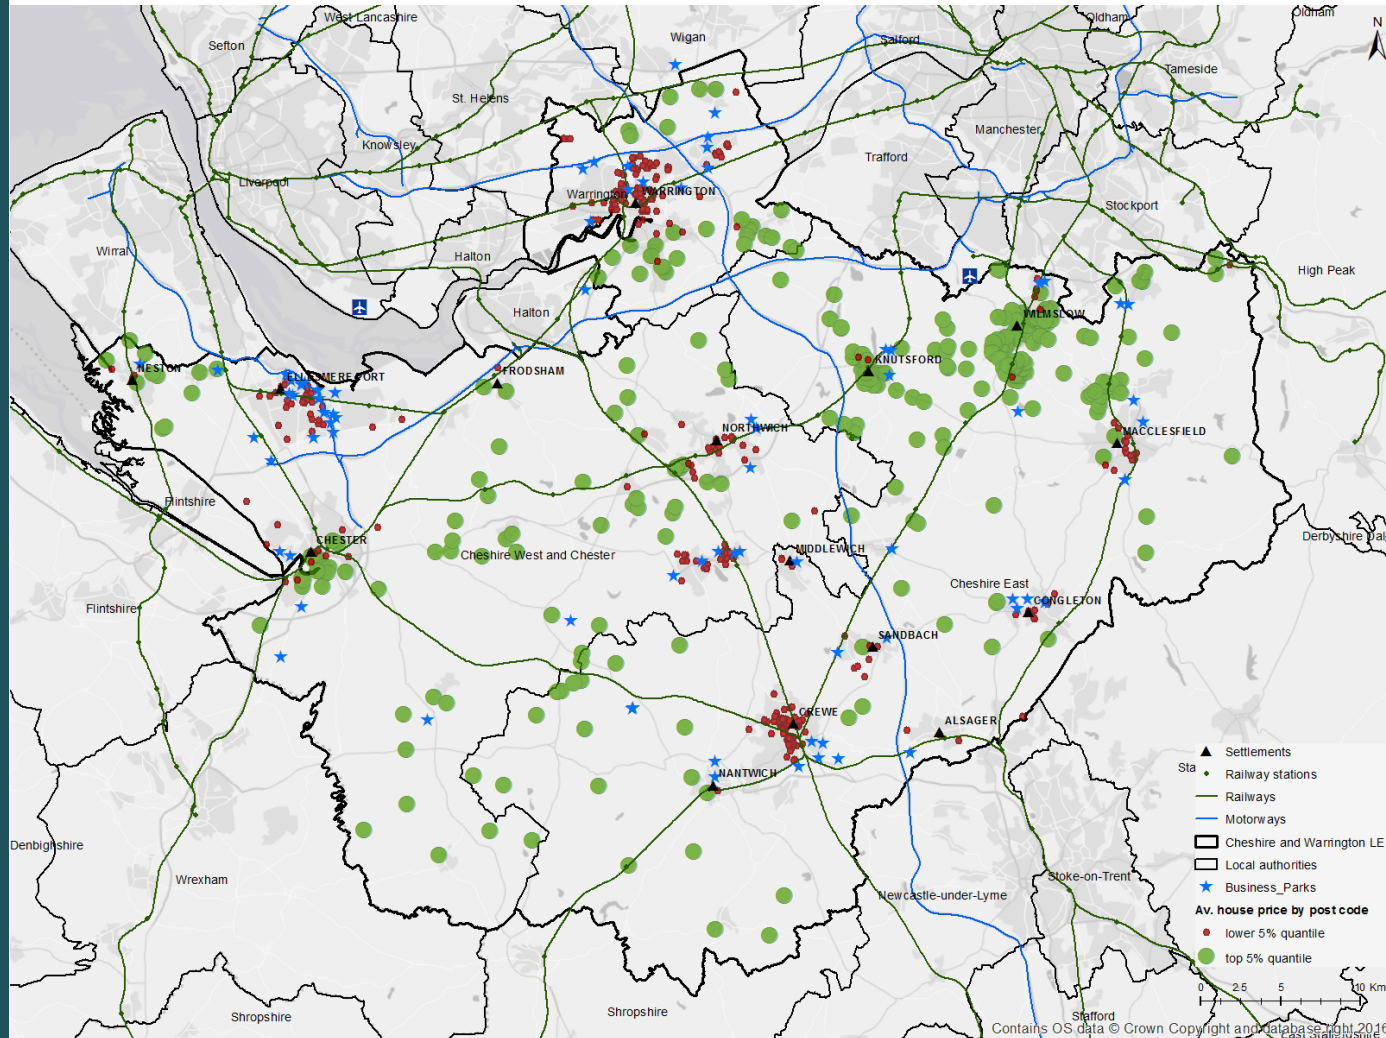 West Lancashire
Oldham
Oldham
N
Sefton
Wigan
Salford
Tameside
St. Helens
Manchester
Knowsley
Trafford
Liverpool
Warrington
WARRINGTON
Stockport
Wirral
Halton
High Peak
Halton
WILMSLOW
KNUTSFORD
NESTON
ELLESMERE PORT
FRODSHAM
NORTHWICH
MACCLESFIELD
Flintshire
CHESTER
Cheshire West and Chester
MIDDLEWICH
Derbyshire Dal
Cheshire East
CONGLETON
Flintshire
SANDBACH
CREWE
ALSAGER
NANTWICH
Settlements
Sta
Railway stations
Railways
Motorways
Cheshire and Warrington LE
Local authorities
Business_Parks
Av. house price by post code
lower 5% quantile
top 5% quantile
0 2.5 5 10 Km
Denbighshire
Wrexham
Stoke-on-Trent
Newcastle-under-Lyme
Shropshire
Shropshire
Stafford
Contains OS data © Crown Copyright and database right 2016
East Staffordshire